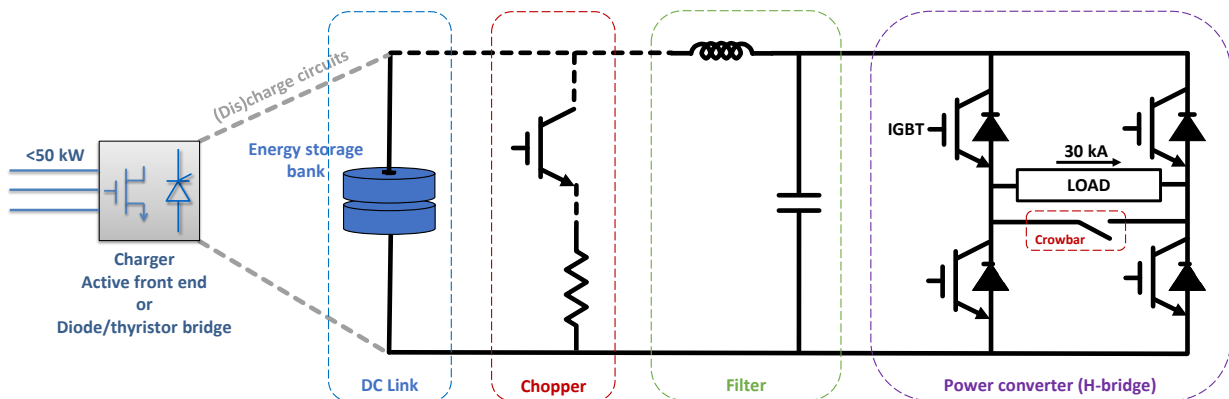 (Dis)charge circuits
<50 kW
Charger
Active front end
or
Diode/thyristor bridge
Energy storage
bank
DC Link
Chopper
Filter
IGBT
30 kA
LOAD
Crowbar
Power converter (H-bridge)